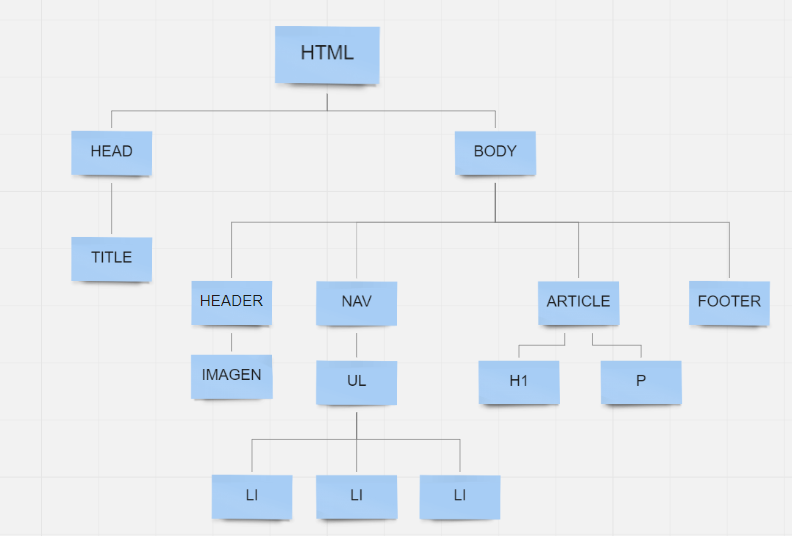 HTML
HEAD
BODY
TITLE
HEADER
NAV
ARTICLE
FOOTER
IMAGEN
UL
H1
P
LI
LI
LI